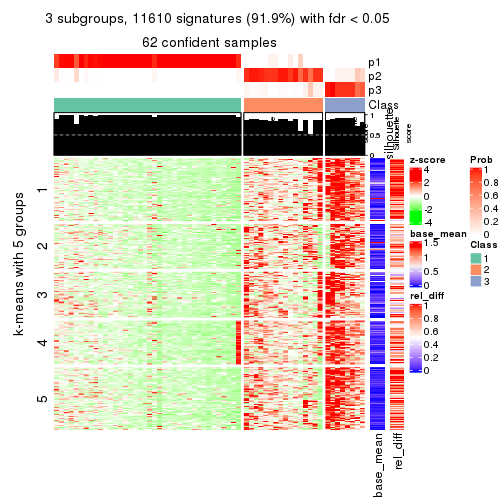 3 subgroups, 11610 signatures (91.9%) with fdr < 0.05
62 confident samples
p1
p2
p3
Class
1
0.5
0
silhouette
Silhouette
score
k-means with 5 groups
1
2
3
4
5
base_mean
rel_diff
z-score
4
2
0
-2
-4
base_mean
1.5
1
0.5
0
rel_diff
1
0.8
0.6
0.4
0.2
0
Prob
1
0.8
0.6
0.4
0.2
0
Class
1
2
3